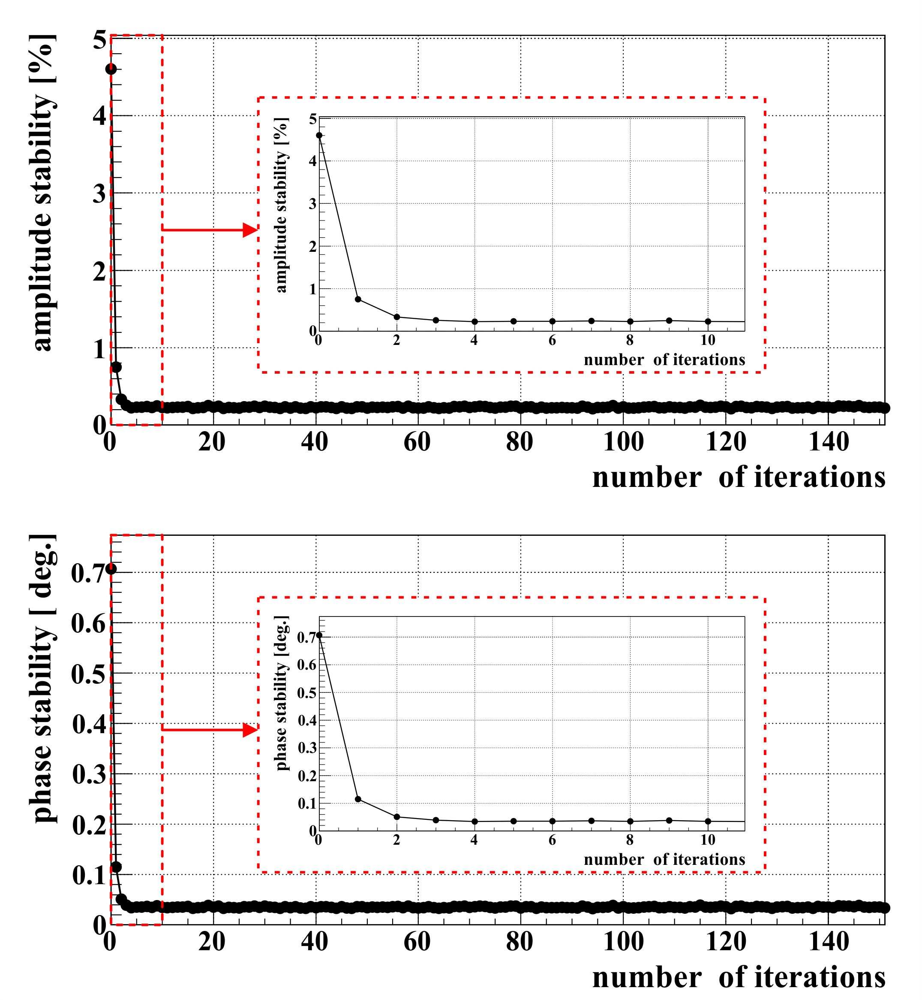 amplitude stability [%]
5
4
3
2
1
0
0 20 40 60 80 100 120 140
number of iterations
amplitude stability [%]
5
4
3
2
1
0
0 2 4 6 8 10
number of iterations
phase stability [ deg.]
0.7
0.6
0.5
0.4
0.3
0.2
0.1
0
0 20 40 60 80 100 120 140
number of iterations
phase stability [deg.]
0.7
0.6
0.5
0.4
0.3
0.2
0.1
0
0 2 4 6 8 10
number of iterations